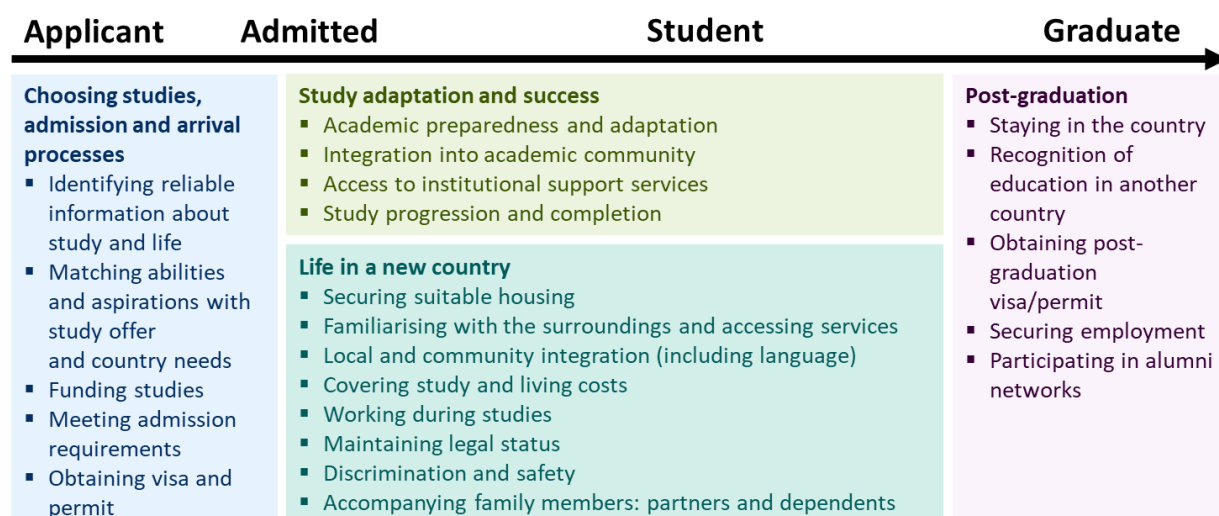 Applicant Admitted Student Graduate
Choosing studies,
admission and arrival
processes
▪ Identifying reliable
information about
study and life
▪ Matching abilities
and aspirations with
study offer
and country needs
▪ Funding studies
▪ Meeting admission
requirements
▪ Obtaining visa and
permit
Study adaptation and success
▪ Academic preparedness and adaptation
▪ Integration into academic community
▪ Access to institutional support services
▪ Study progression and completion
Life in a new country
▪ Securing suitable housing
▪ Familiarising with the surroundings and accessing services
▪ Local and community integration (including language)
▪ Covering study and living costs
▪ Working during studies
▪ Maintaining legal status
▪ Discrimination and safety
▪ Accompanying family members: partners and dependents
Post-graduation
▪ Staying in the country
▪ Recognition of
education in another
country
▪ Obtaining post-
graduation
visa/permit
▪ Securing employment
▪ Participating in alumni
networks